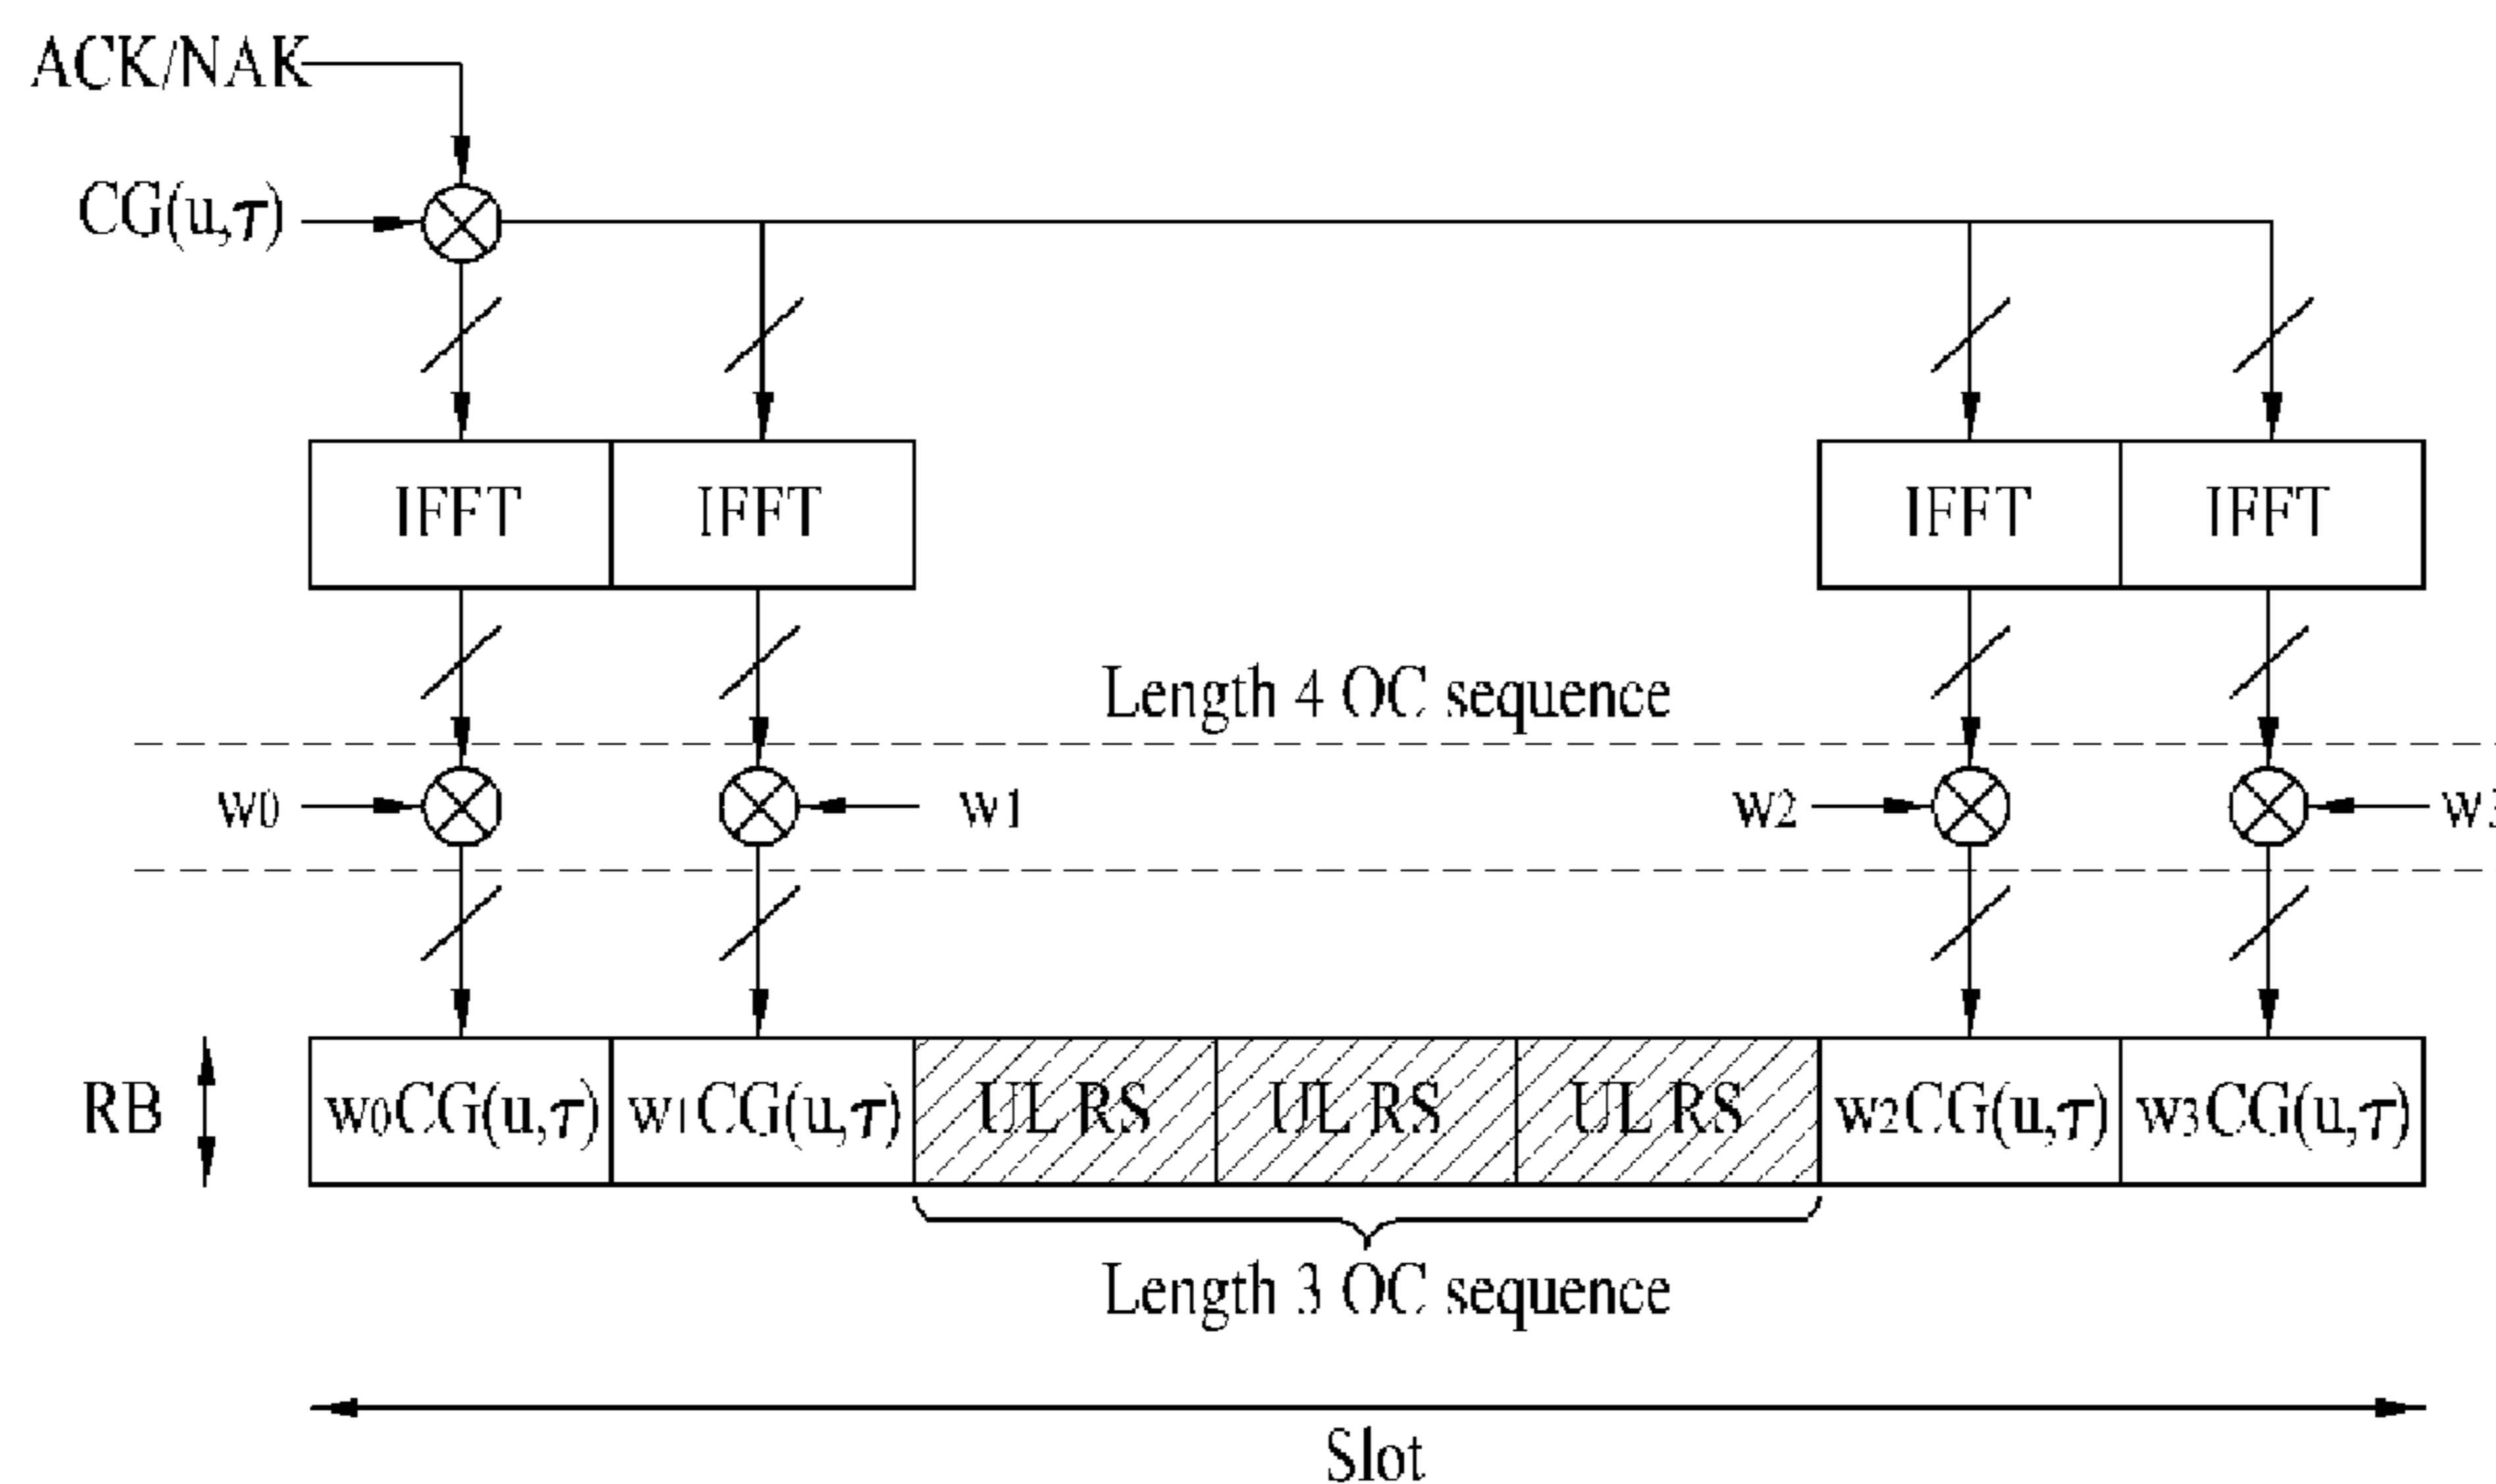 ACK/NAK
CG(u,τ)
IFFT IFFT IFFT IFFT
Length 4 OC sequence
w0 w1 w2
RB
w0CG(u,τ) w1CG(u,τ) UL RS UL RS UL RS w2CG(u,τ) w3CG(u,τ)
Length 3 OC sequence
Slot